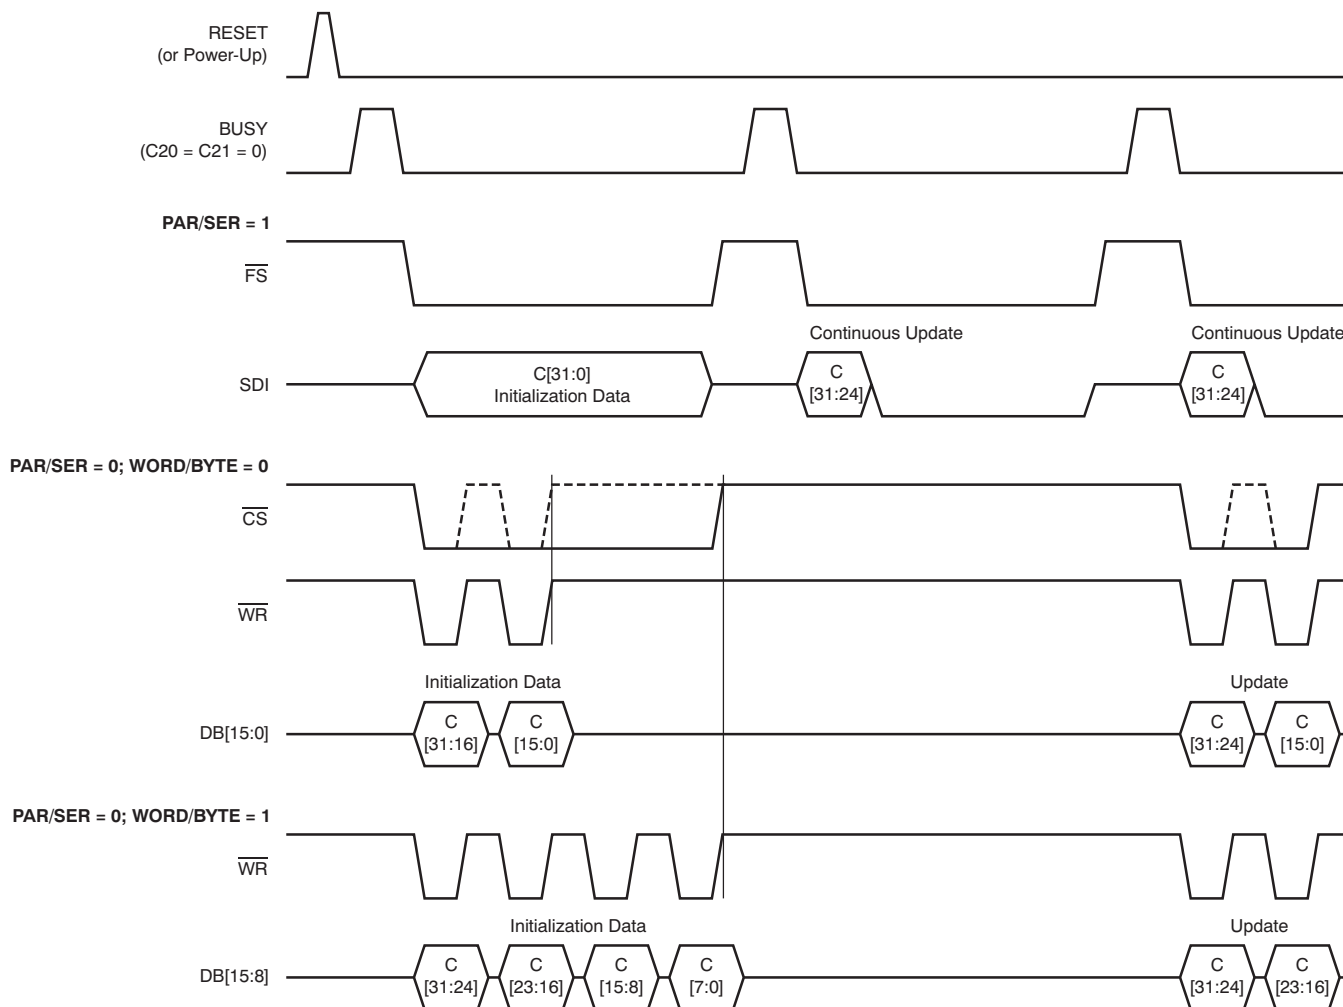 RESET
(or Power-Up)
BUSY
(C20 = C21 = 0)
PAR/SER = 1
FS
Continuous Update
Continuous Update
SDI
C[31:0]
Initialization Data
C
[31:24]
C
[31:24]
PAR/SER = 0; WORD/BYTE = 0
CS
WR
Initialization Data
Update
DB[15:0]
C
[31:16]
C
[15:0]
C
[31:24]
C
[15:0]
PAR/SER = 0; WORD/BYTE = 1
WR
Initialization Data
Update
DB[15:8]
C
[31:24]
C
[23:16]
C
[15:8]
C
[7:0]
C
[31:24]
C
[23:16]